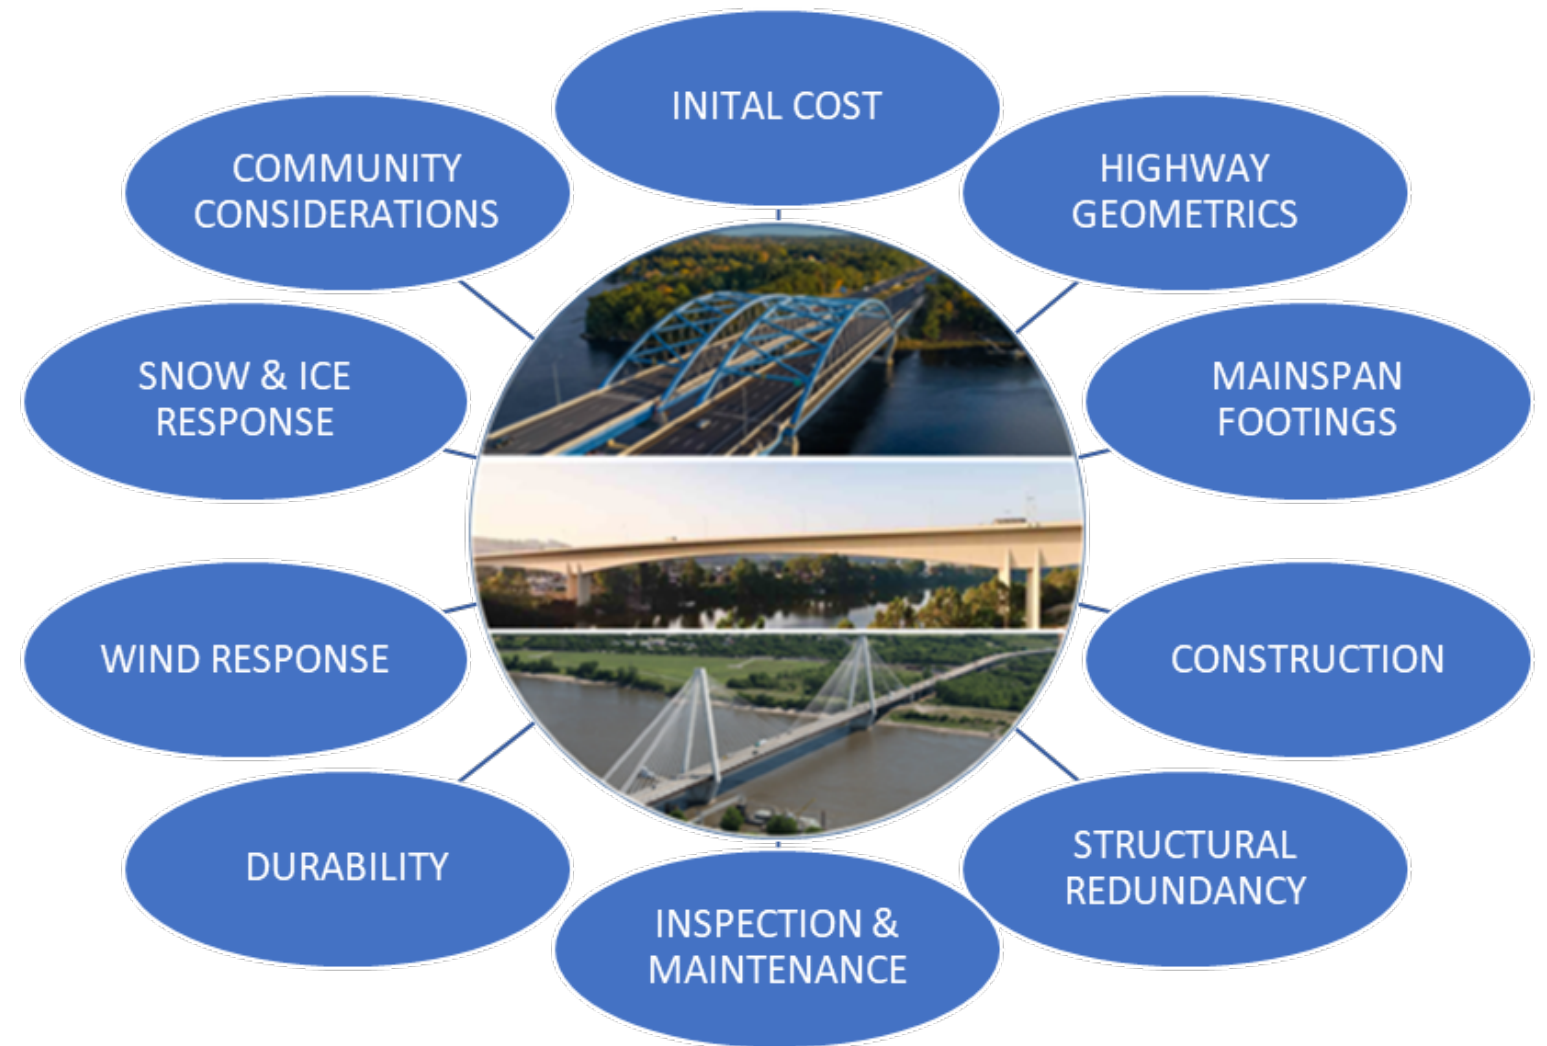 INITAL COST
HIGHWAY
GEOMETRICS
MAINSPAN
FOOTINGS
CONSTRUCTION
STRUCTURAL
REDUNDANCY
INSPECTION &
MAINTENANCE
DURABILITY
WIND RESPONSE
SNOW & ICE
RESPONSE
COMMUNITY
CONSIDERATIONS